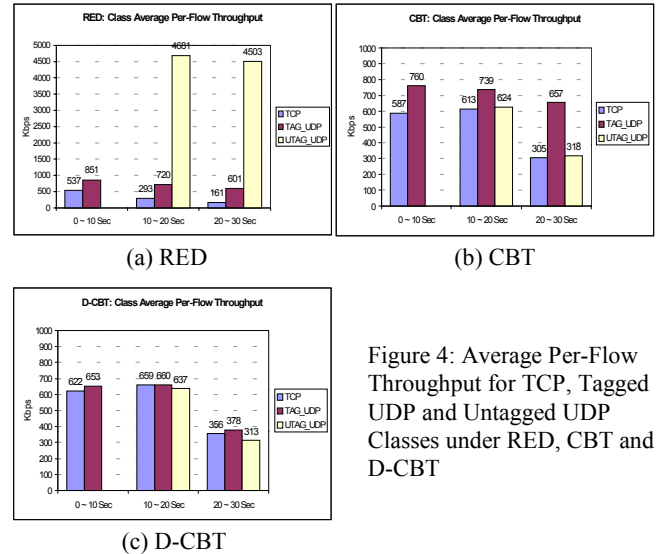 RED: Class Average Per-Flow Throughput
5000
4500
4000
3500
3000
2500
2000
1500
1000
500
0
Kbps
537
851
293
720
4681
161
601
4503
0 ~ 10 Sec
10 ~ 20 Sec
20 ~ 30 Sec
TCP
TAG_UDP
UTAG_UDP
(a) RED
CBT: Class Average Per-Flow Throughput
1000
900
800
700
600
500
400
300
200
100
0
Kbps
587
760
613
739
624
305
657
318
0 ~ 10 Sec
10 ~ 20 Sec
20 ~ 30 Sec
TCP
TAG_UDP
UTAG_UDP
(b) CBT
D-CBT: Class Average Per-Flow Throughput
1000
900
800
700
600
500
400
300
200
100
0
Kbps
622
653
659
660
637
356
378
313
0 ~ 10 Sec
10 ~ 20 Sec
20 ~ 30 Sec
TCP
TAG_UDP
UTAG_UDP
(c) D-CBT
Figure 4: Average Per-Flow
Throughput for TCP, Tagged
UDP and Untagged UDP
Classes under RED, CBT and
D-CBT